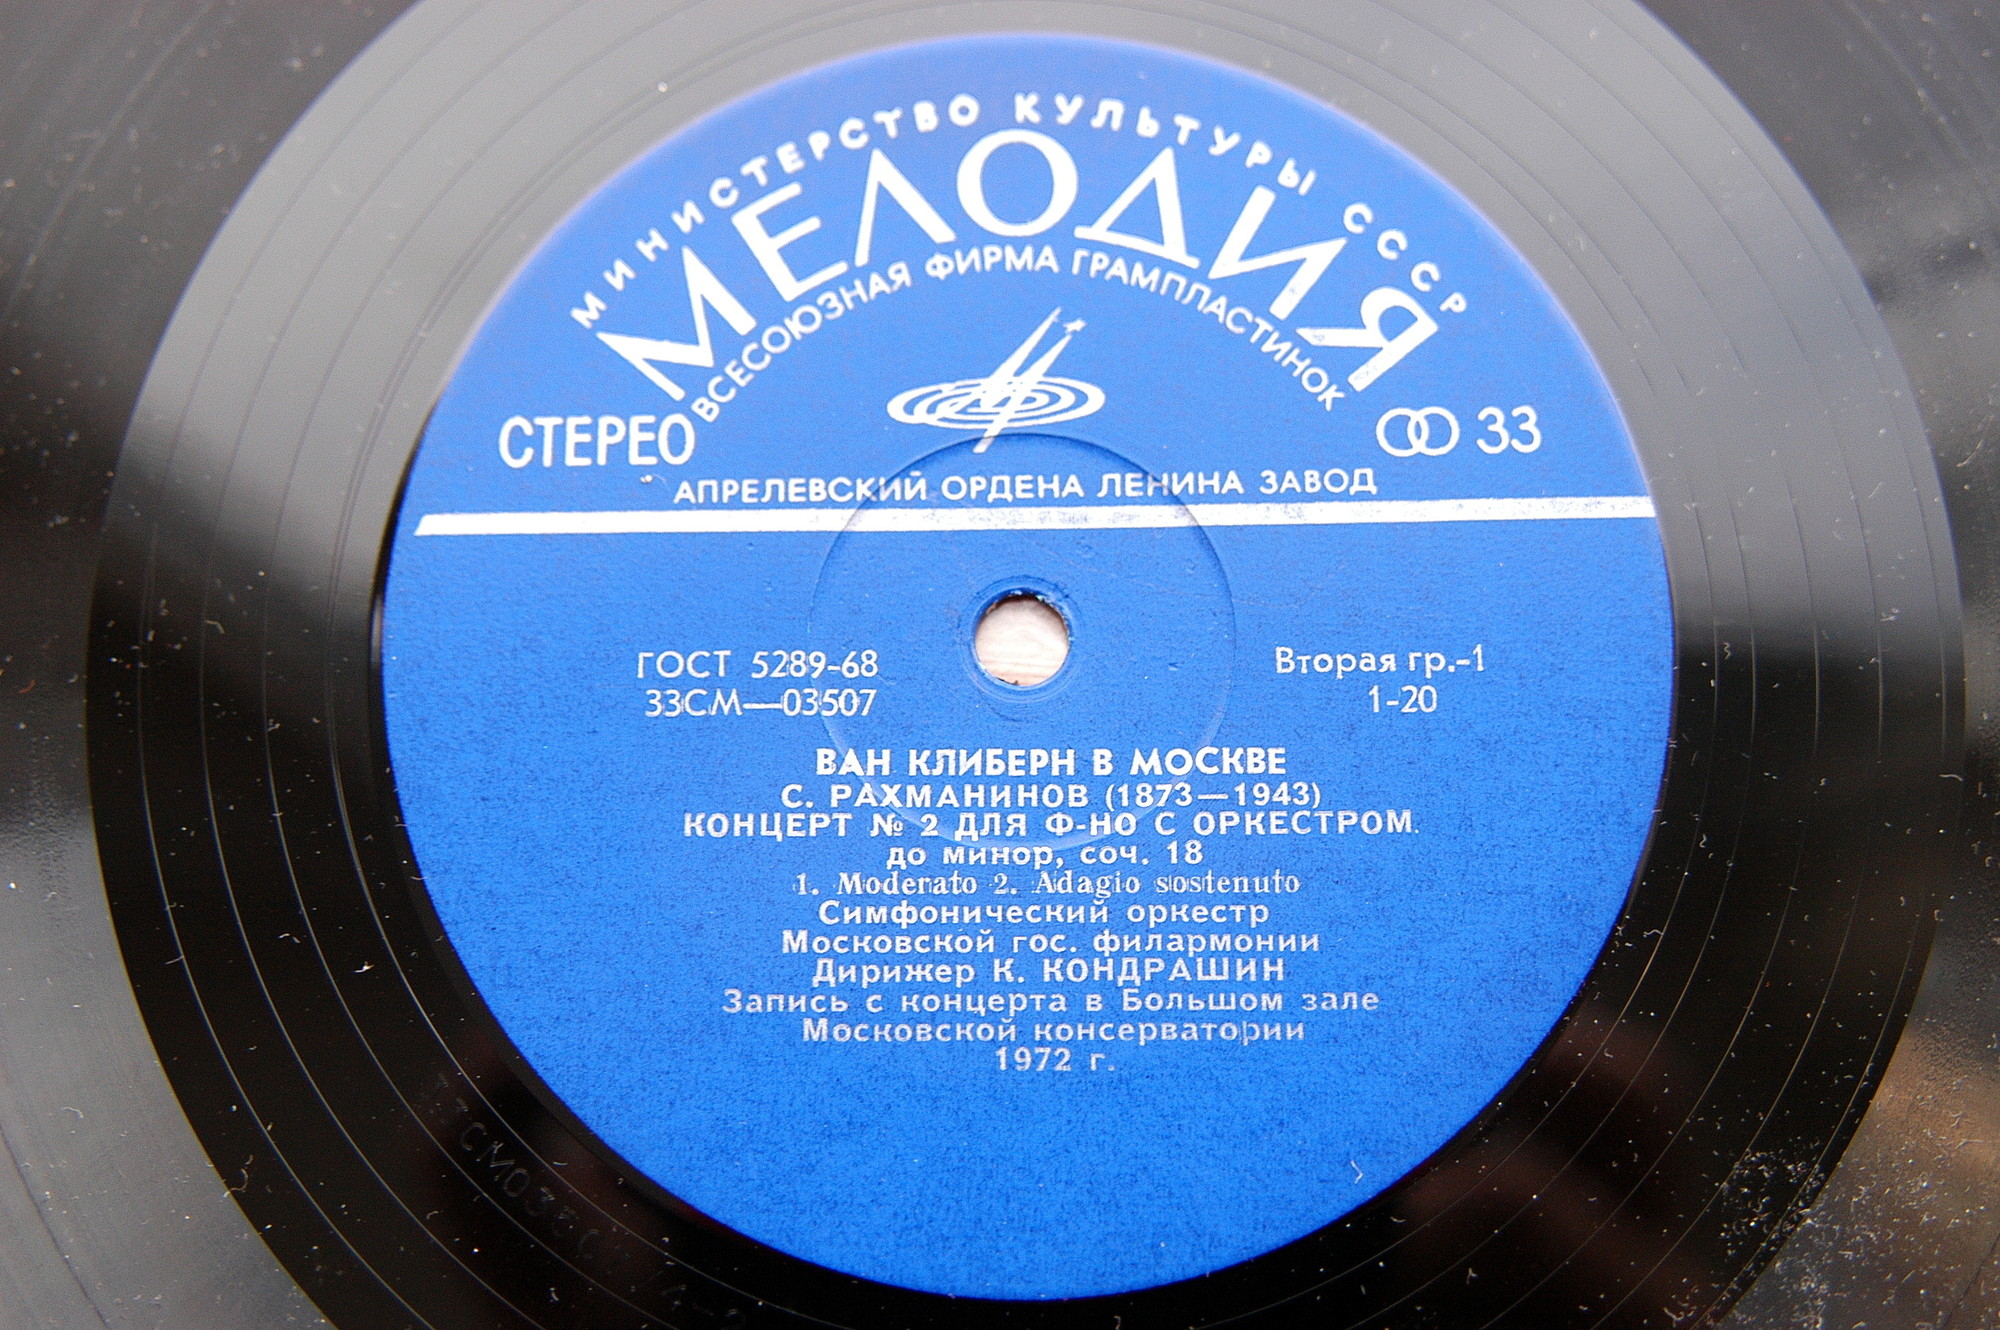 МИНИСТЕРСТВО КУЛЬТУРЫ СССР
МЕЛОДИЯ
ВСЕСОЮЗНАЯ ФИРМА ГРАМПЛАСТИНОК
СТЕРЕО
33
АПРЕЛЕВСКИЙ ОРДЕНА ЛЕНИНА ЗАВОД
ГОСТ 5289-68
33СМ—03507
Вторая гр.-1
1-20
ВАН КЛИБЕРН В МОСКВЕ
С. РАХМАНИНОВ (1873—1943)
КОНЦЕРТ № 2 ДЛЯ Ф-НО С ОРКЕСТРОМ.
до минор, соч. 18
1. Moderato 2. Adagio sostenuto
Симфонический оркестр
Московской гос. филармонии
Дирижер К. КОНДРАШИН
Запись с концерта в Большом зале
Московской консерватории
1972 г.